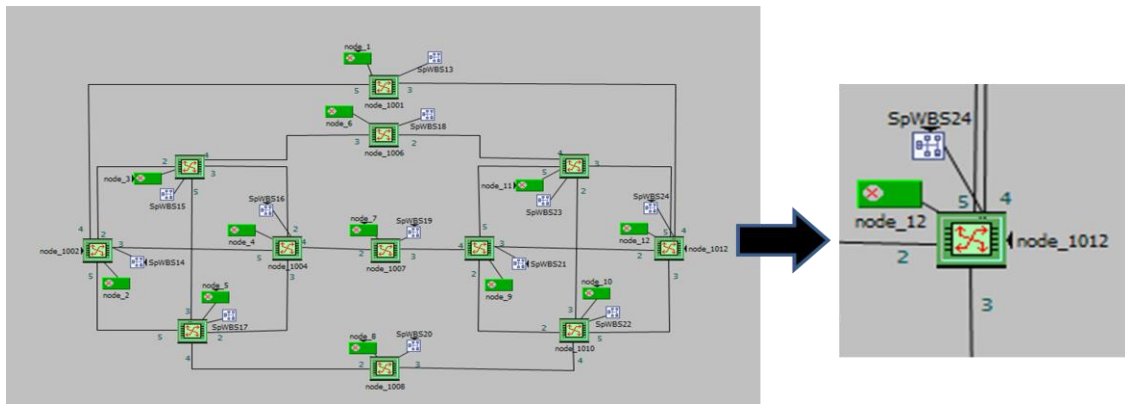 node_1
SpWBS13
5
3
node_1001
node_6
SpWBS18
3
2
node_1006
2
4
3
node_3
5
SpWBS15
4
3
5
node_11
2
SpWBS23
SpWBS16
2
node_4
4
3
node_1004
node_7
SpWBS19
node_1007
SpWBS24
5
4
node_12
2
node_1012
3
4
2
node_1002
3
SpWBS14
5
node_2
5
4
3
SpWBS21
2
node_9
node_5
3
SpWBS17
5
2
4
node_10
3
SpWBS22
2
5
node_1010
4
node_8
SpWBS20
2
3
node_1008
SpWBS24
5
4
node_12
node_1012
2
3